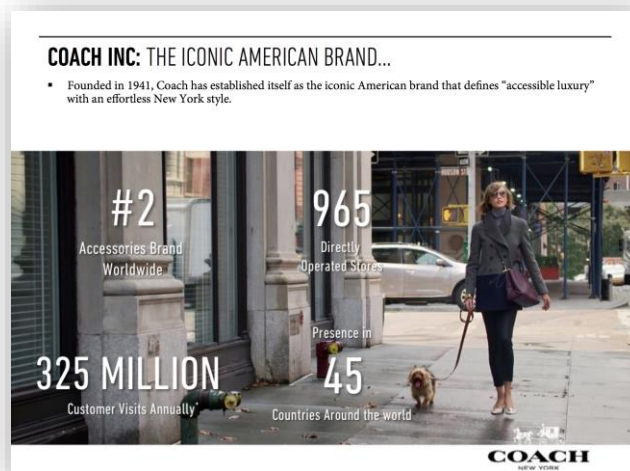 COACH INC: THE ICONIC AMERICAN BRAND...
▪ Founded in 1941, Coach has established itself as the iconic American brand that defines “accessible luxury”
with an effortless New York style.
HUDSON ST
#2
Accessories Brand
Worldwide
965
Directly
Operated Stores
325 MILLION
Customer Visits Annually
Presence in
45
Countries Around the world
COACH
NEW YORK